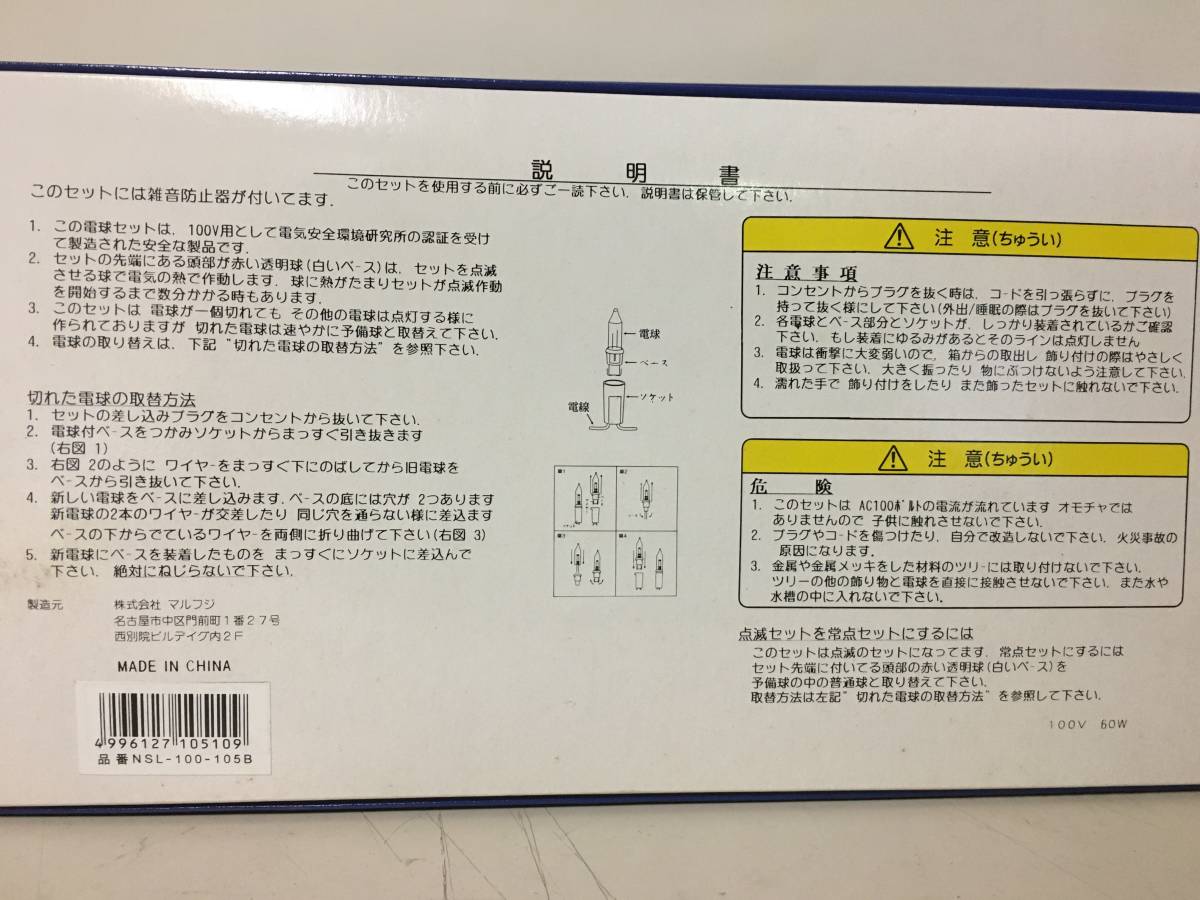 説明書
このセットを使用する前に必ずご一読下さい. 説明書は保管して下さい.
このセットには雑音防止器が付いてます.
1. この電球セットは, 100V用として電気安全環境研究所の認証を受け
て製造された安全な製品です.
2. セットの先端にある頭部が赤い透明球(白いベース)は, セットを点滅
させる球で電気の熱で作動します. 球に熱がたまりセットが点滅作動
を開始するまで数分かかる時もあります.
3. このセットは 電球が一個切れても その他の電球は点灯する様に
作られておりますが 切れた電球は速やかに予備球と取替えて下さい.
4. 電球の取り替えは, 下記"切れた電球の取替方法"を参照下さい.
切れた電球の取替方法
1. セットの差し込みプラグをコンセントから抜いて下さい.
2. 電球付ベースをつかみソケットからまっすぐ引き抜きます
(右図 1)
3. 右図 2のように ワイヤーをまっすぐ下にのばしてから旧電球を
ベースから引き抜いて下さい.
4. 新しい電球をベースに差し込みます. ベースの底には穴が 2つあります
新電球の2本のワイヤーが交差したり 同じ穴を通らない様に差込ます
ベースの下からでているワイヤーを両側に折り曲げて下さい(右図 3)
5. 新電球にベースを装着したものを まっすぐにソケットに差込んで
下さい. 絶対にねじらないで下さい.
製造元 株式会社 マルフジ
名古屋市中区門前町1番27号
西別院ビルデイグ内2F
MADE IN CHINA
4996127105109
品番NSL-100-105B
電球
ベース
ソケット
電線
■1
■2
■3
■4
注意(ちゅうい)
注意事項
1. コンセントからプラグを抜く時は, コードを引っ張らずに, プラグを
持って抜く様にして下さい(外出/睡眠の際はプラグを抜いて下さい)
2. 各電球とベース部分とソケットが, しっかり装着されているかご確認
下さい. もし装着にゆるみがあるとそのラインは点灯しません
3. 電球は衝撃に大変弱いので, 箱からの取出し 飾り付けの際はやさしく
取扱って下さい. 大きく振ったり 物にぶつけないよう注意して下さい.
4. 濡れた手で 飾り付けをしたり また飾ったセットに触れないで下さい.
注意(ちゅうい)
危険
1. このセットは AC100ボルトの電流が流れています オモチャでは
ありませんので 子供に触れさせないで下さい.
2. プラグやコードを傷つけたり, 自分で改造しないで下さい. 火災事故の
原因になります.
3. 金属や金属メッキをした材料のツリーには取り付けないで下さい.
ツリーの他の飾り物と電球を直接に接触させないで下さい. また水や
水槽の中に入れないで下さい.
点滅セットを常点セットにするには
このセットは点滅のセットになってます. 常点セットにするには
セット先端に付いてる頭部の赤い透明球(白いベース)を
予備球の中の普通球と取り替えて下さい.
取替方法は左記"切れた電球の取替方法"を参照して下さい.
100V 60W